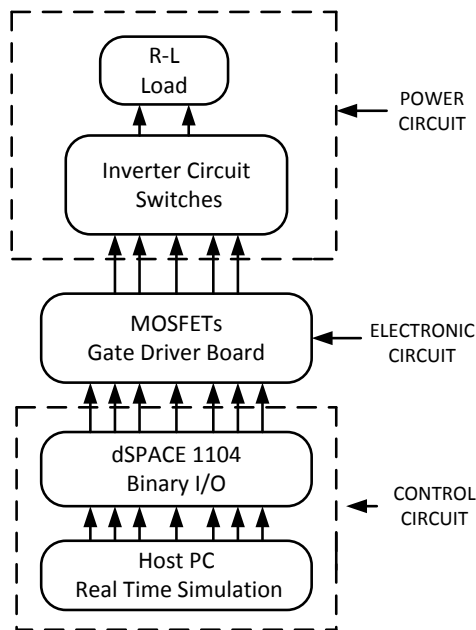 R-L
Load
POWER
CIRCUIT
Inverter Circuit
Switches
MOSFETs
Gate Driver Board
ELECTRONIC
CIRCUIT
dSPACE 1104
Binary I/O
CONTROL
CIRCUIT
Host PC
Real Time Simulation